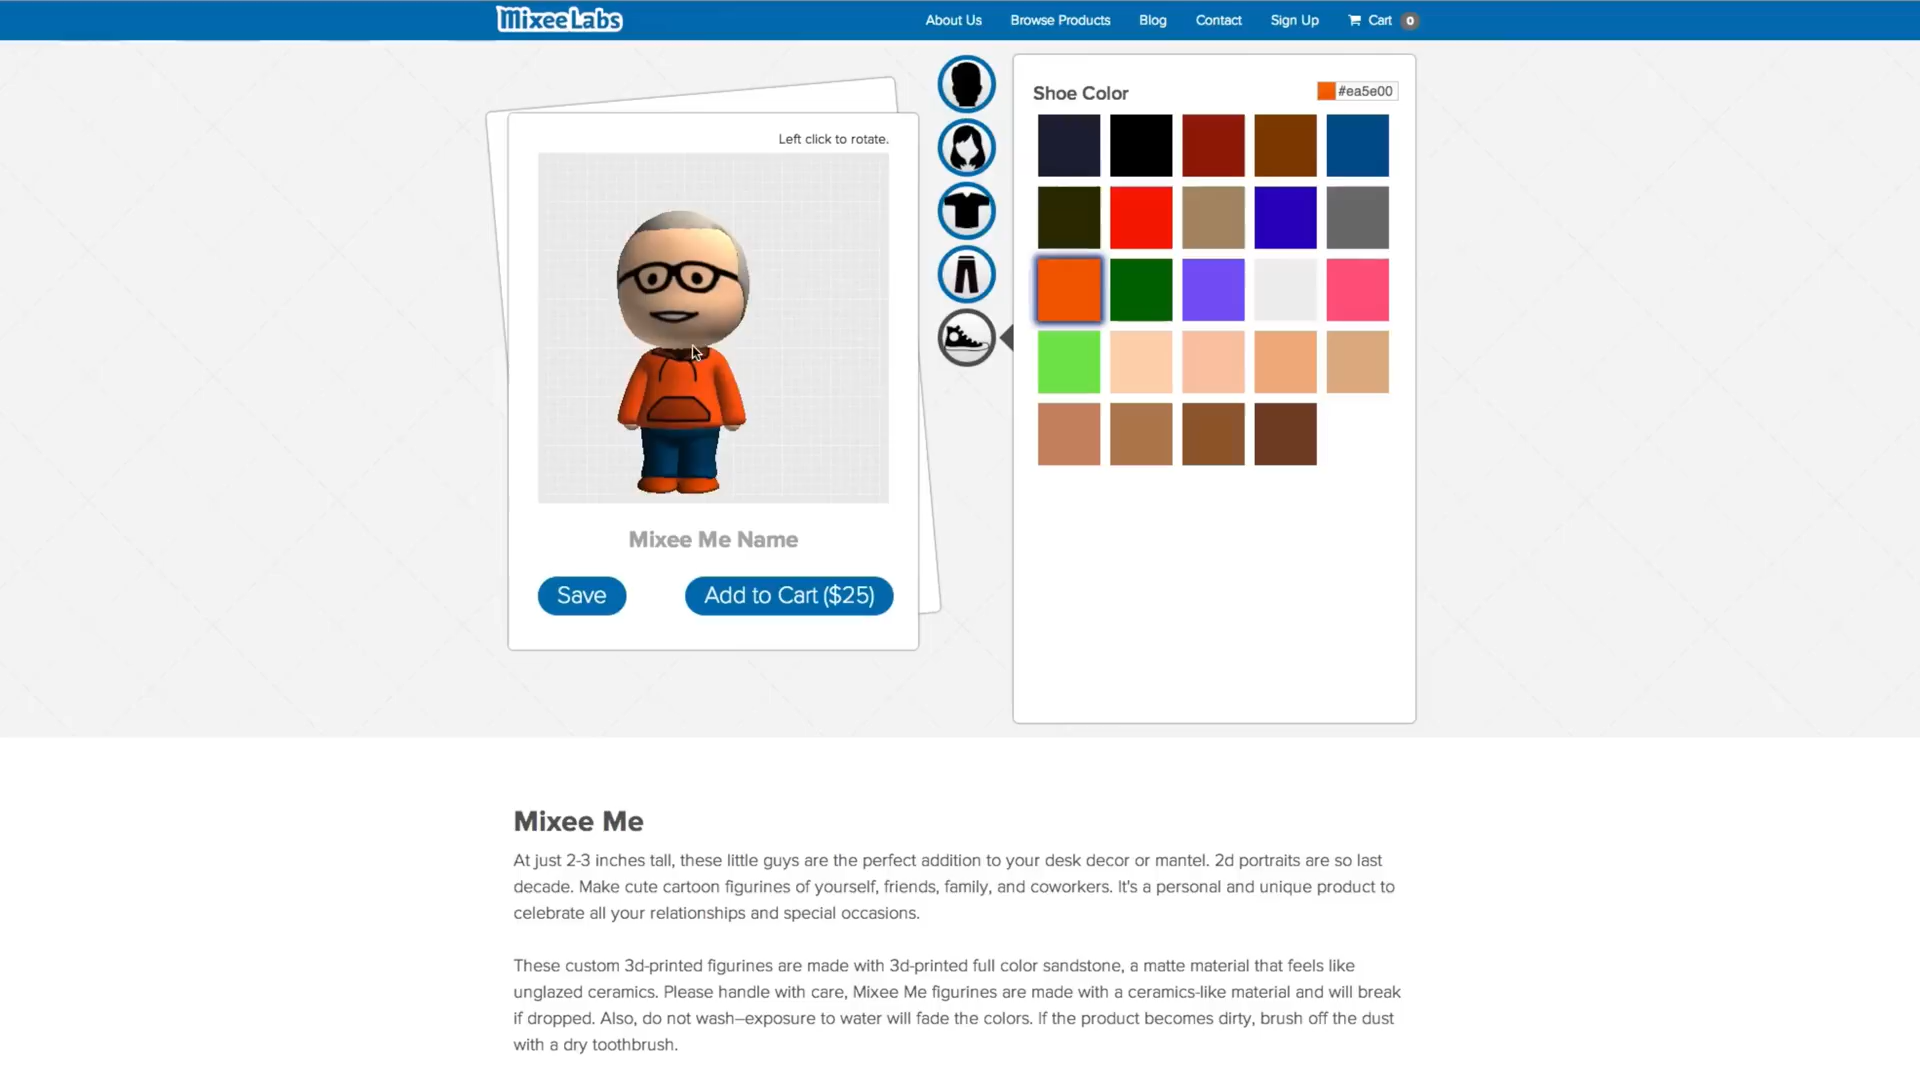 MixeeLabs
About Us
Browse Products
Blog
Contact
Sign Up
Cart
0
Left click to rotate.
Mixee Me Name
Save
Add to Cart ($25)
Shoe Color
#ea5e00
Mixee Me
At just 2-3 inches tall, these little guys are the perfect addition to your desk decor or mantel. 2d portraits are so last
decade. Make cute cartoon figurines of yourself, friends, family, and coworkers. It's a personal and unique product to
celebrate all your relationships and special occasions.
These custom 3d-printed figurines are made with 3d-printed full color sandstone, a matte material that feels like
unglazed ceramics. Please handle with care, Mixee Me figurines are made with a ceramics-like material and will break
if dropped. Also, do not wash—exposure to water will fade the colors. If the product becomes dirty, brush off the dust
with a dry toothbrush.